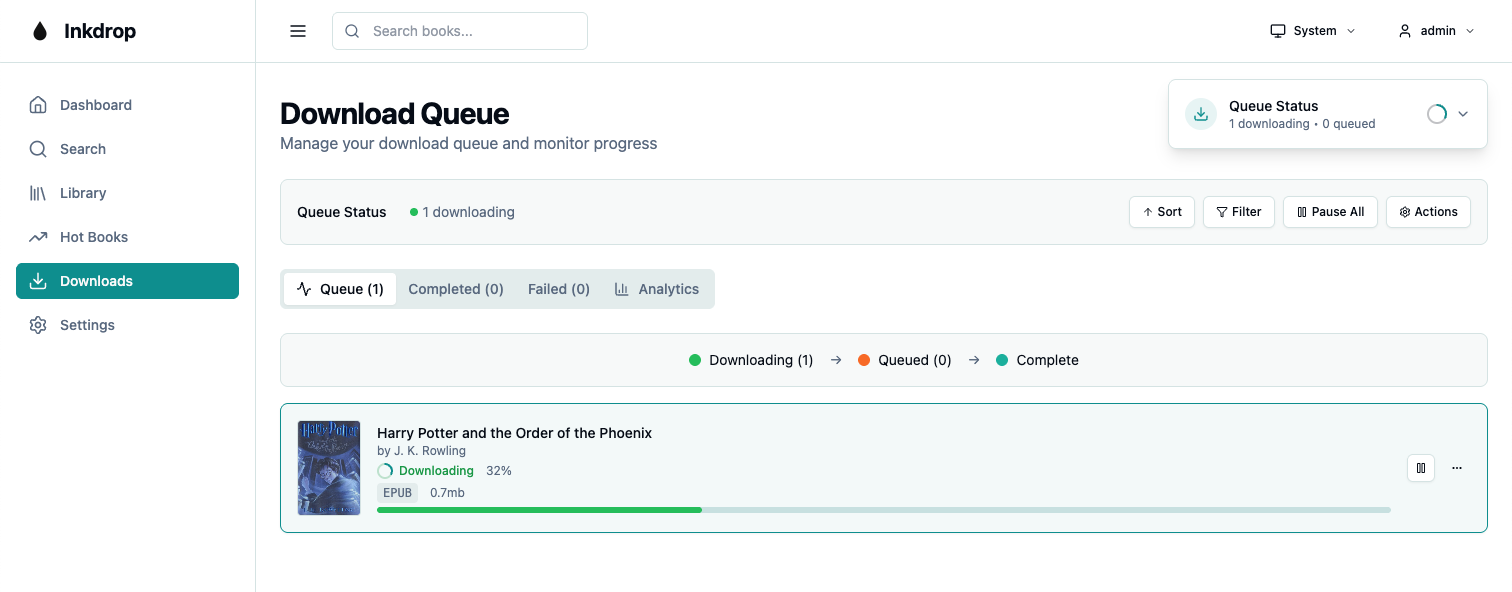 Inkdrop
Search books...
System
admin
Dashboard
Search
Library
Hot Books
Downloads
Settings
Download Queue
Manage your download queue and monitor progress
Queue Status
1 downloading • 0 queued
Queue Status
1 downloading
Sort
Filter
Pause All
Actions
Queue (1)
Completed (0)
Failed (0)
Analytics
Downloading (1) → Queued (0) → Complete
Harry Potter
Harry Potter and the Order of the Phoenix
by J. K. Rowling
Downloading 32%
EPUB 0.7mb